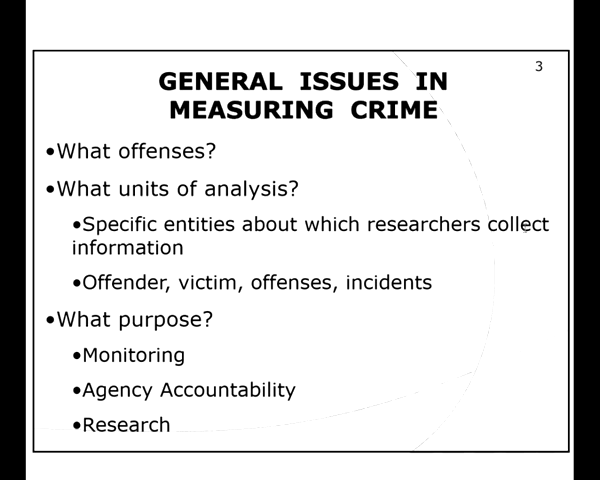 3
GENERAL ISSUES IN
MEASURING CRIME
•What offenses?
•What units of analysis?
•Specific entities about which researchers collect
information
•Offender, victim, offenses, incidents
•What purpose?
•Monitoring
•Agency Accountability
•Research